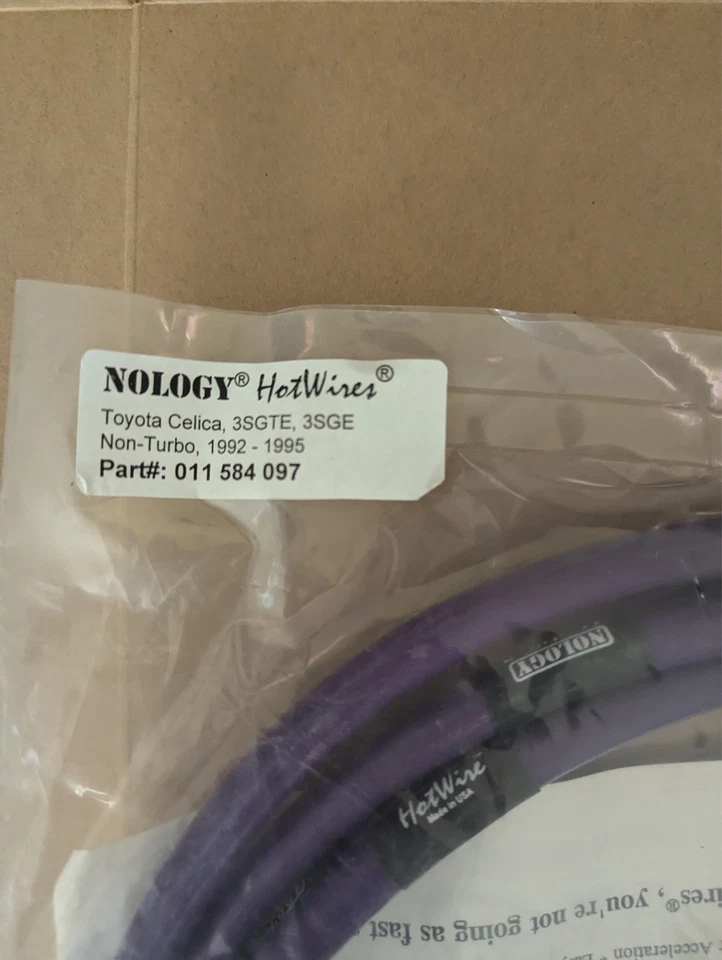 NOLOGY® HotWires®
Toyota Celica, 3SGTE, 3SGE
Non-Turbo, 1992 - 1995
Part#: 011 584 097
NOLOGY
HotWire
Made in USA
ires®, you're not going as fast
Acceleration